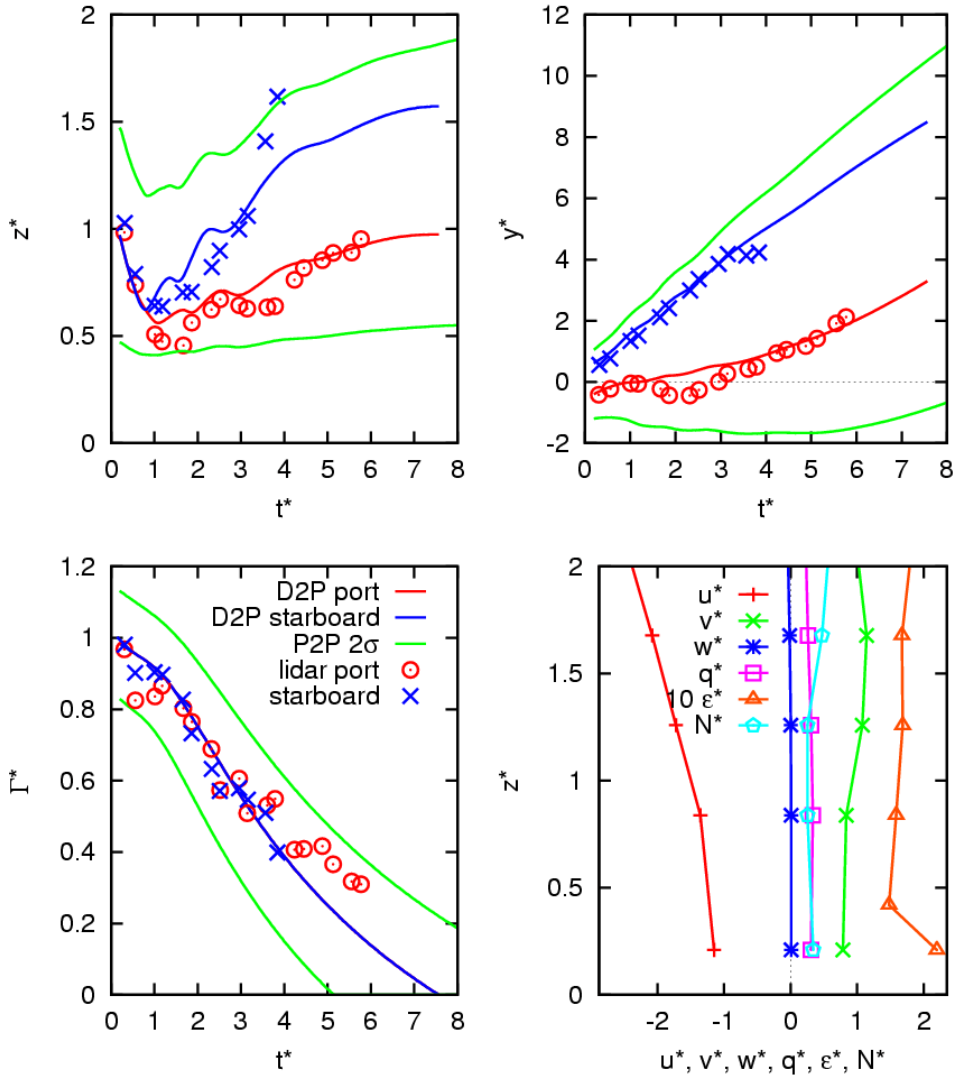 2
1.5
1
0.5
0
z*
0 1 2 3 4 5 6 7 8
t*
12
10
8
6
4
2
0
-2
y*
0 1 2 3 4 5 6 7 8
t*
1.2
1
0.8
0.6
0.4
0.2
0
Γ*
D2P port
D2P starboard
P2P 2σ
lidar port
starboard
0 1 2 3 4 5 6 7 8
t*
2
1.5
1
0.5
0
z*
u*
v*
w*
q*
10 ε*
N*
-2 -1 0 1 2
u*, v*, w*, q*, ε*, N*